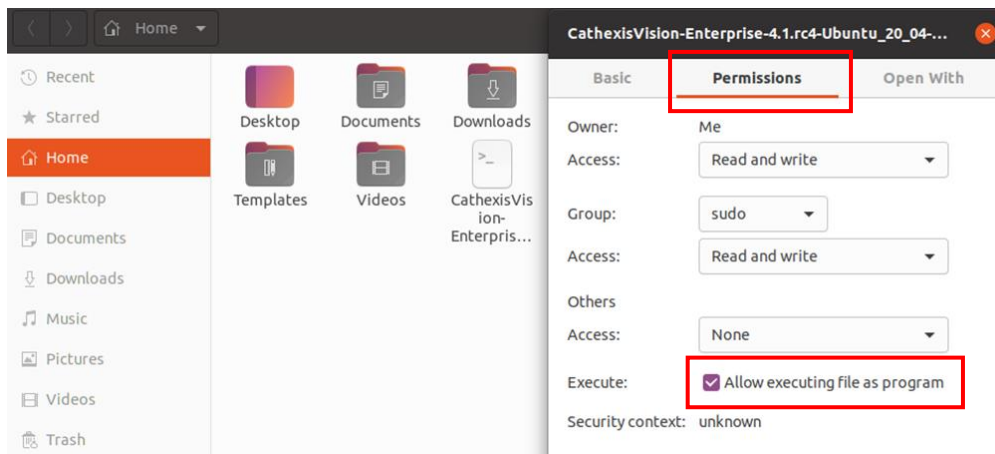 Home
Recent
Starred
Home
Desktop
Documents
Downloads
Music
Pictures
Videos
Trash
Desktop
Documents
Downloads
Templates
Videos
CathexisVis
ion-
Enterpris...
>_
CathexisVision-Enterprise-4.1.rc4-Ubuntu_20_04-...
Basic
Permissions
Open With
Owner: Me
Access: Read and write
Group: sudo
Access: Read and write
Others
Access: None
Execute: Allow executing file as program
Security context: unknown